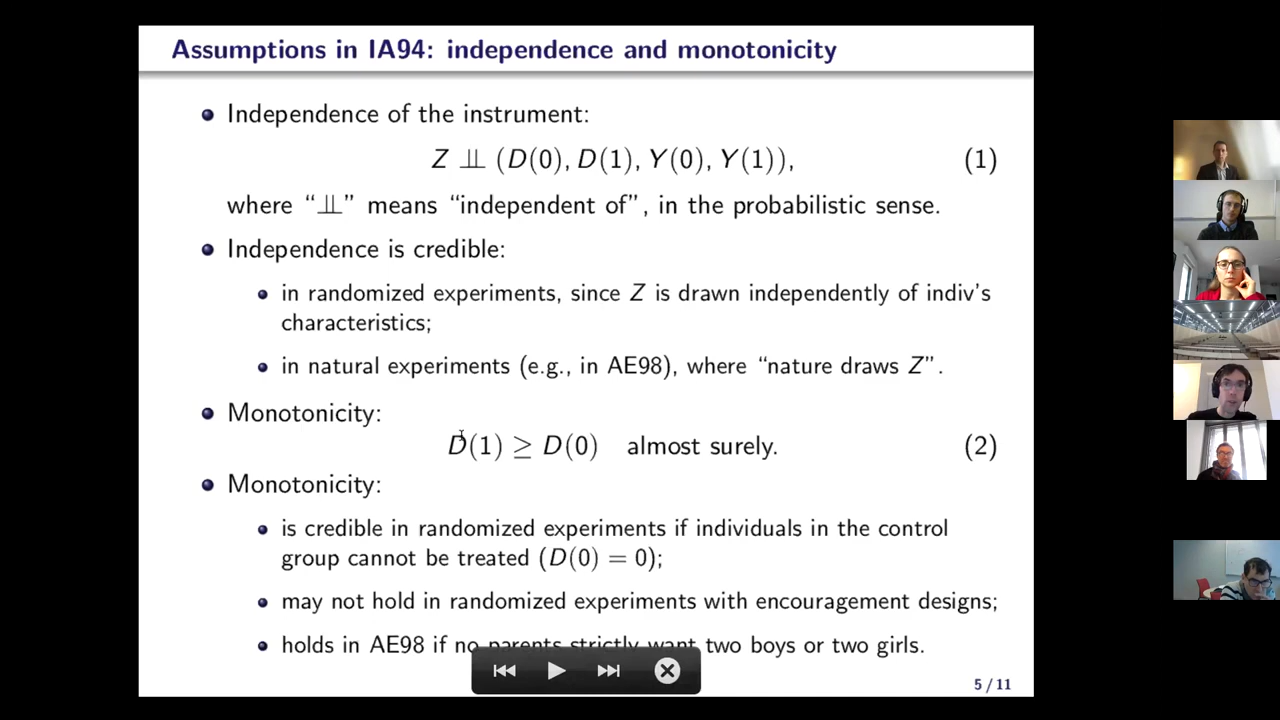 Assumptions in IA94: independence and monotonicity
Independence of the instrument:
Z ⫫ (D(0), D(1), Y(0), Y(1)), (1)
where “⫫” means “independent of”, in the probabilistic sense.
Independence is credible:
in randomized experiments, since Z is drawn independently of indiv's
characteristics;
in natural experiments (e.g., in AE98), where “nature draws Z”.
Monotonicity:
D(1) ≥ D(0) almost surely. (2)
Monotonicity:
is credible in randomized experiments if individuals in the control
group cannot be treated (D(0) = 0);
may not hold in randomized experiments with encouragement designs;
holds in AE98 if no parents strictly want two boys or two girls.
5 / 11